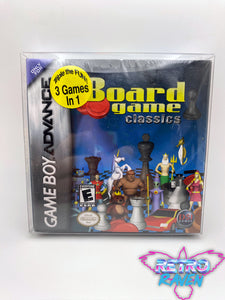 GAME BOY ADVANCE
Triple the FUN!
3 Games
In 1
Board
game
classics
E
RETRO
RAVEN